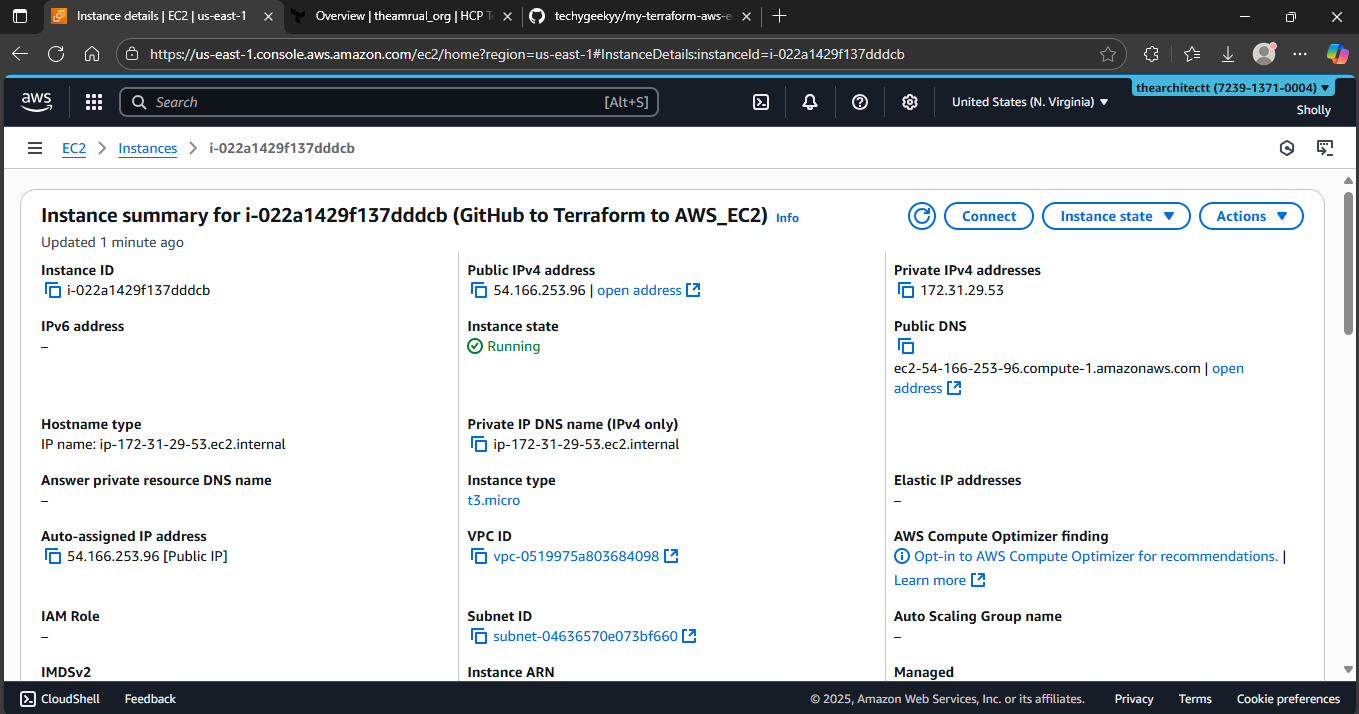 Instance details | EC2 | us-east-1
Overview | theamrual_org | HCP Te
techygeekyy/my-terraform-aws-e
https://us-east-1.console.aws.amazon.com/ec2/home?region=us-east-1#InstanceDetails:instanceId=i-022a1429f137dddcb
aws
Search
[Alt+S]
United States (N. Virginia)
thearchitectt (7239-1371-0004)
Sholly
EC2
Instances
i-022a1429f137dddcb
Instance summary for i-022a1429f137dddcb (GitHub to Terraform to AWS_EC2) Info
Connect
Instance state
Actions
Updated 1 minute ago
Instance ID
i-022a1429f137dddcb
Public IPv4 address
54.166.253.96 | open address
Private IPv4 addresses
172.31.29.53
IPv6 address
–
Instance state
Running
Public DNS
ec2-54-166-253-96.compute-1.amazonaws.com | open
address
Hostname type
IP name: ip-172-31-29-53.ec2.internal
Private IP DNS name (IPv4 only)
ip-172-31-29-53.ec2.internal
Answer private resource DNS name
–
Instance type
t3.micro
Elastic IP addresses
–
Auto-assigned IP address
54.166.253.96 [Public IP]
VPC ID
vpc-0519975a803684098
AWS Compute Optimizer finding
Opt-in to AWS Compute Optimizer for recommendations. |
Learn more
IAM Role
–
Subnet ID
subnet-04636570e073bf660
Auto Scaling Group name
–
IMDSv2
Instance ARN
Managed
CloudShell
Feedback
© 2025, Amazon Web Services, Inc. or its affiliates.
Privacy
Terms
Cookie preferences